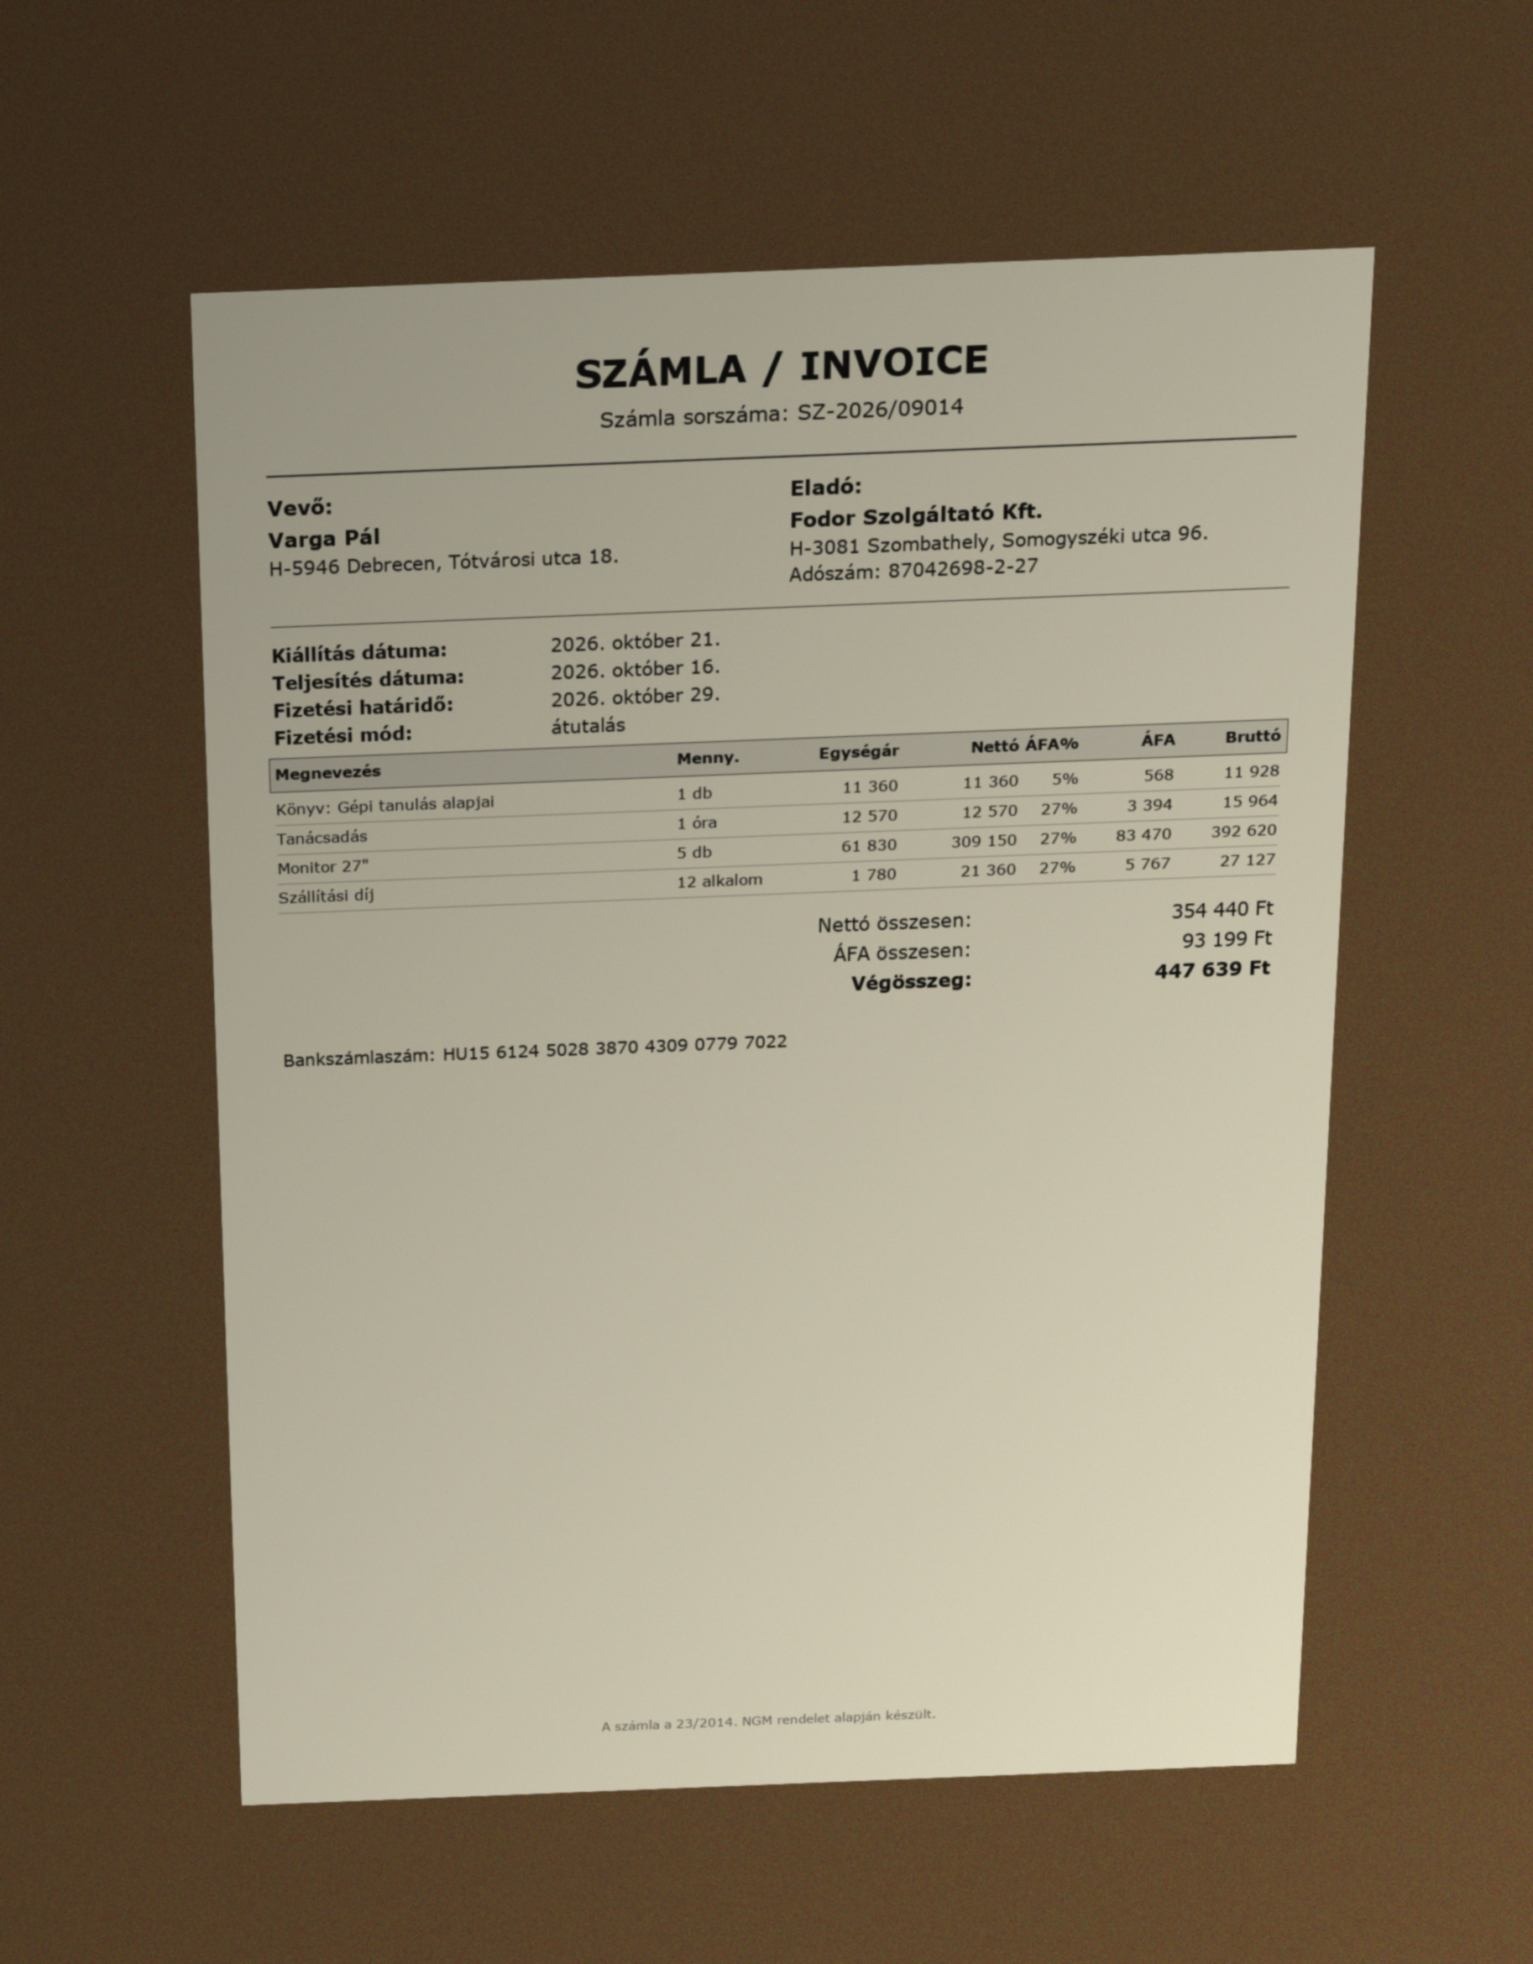 SZÁMLA / INVOICE
Számla sorszáma: SZ-2026/09014
Vevő:
Varga Pál
H-5946 Debrecen, Tótvárosi utca 18.
Eladó:
Fodor Szolgáltató Kft.
H-3081 Szombathely, Somogyszéki utca 96.
Adószám: 87042698-2-27
Kiállítás dátuma: 2026. október 21.
Teljesítés dátuma: 2026. október 16.
Fizetési határidő: 2026. október 29.
Fizetési mód: átutalás
Megnevezés Menny. Egységár Nettó ÁFA% ÁFA Bruttó
Könyv: Gépi tanulás alapjai 1 db 11 360 11 360 5% 568 11 928
Tanácsadás 1 óra 12 570 12 570 27% 3 394 15 964
Monitor 27" 5 db 61 830 309 150 27% 83 470 392 620
Szállítási díj 12 alkalom 1 780 21 360 27% 5 767 27 127
Nettó összesen: 354 440 Ft
ÁFA összesen: 93 199 Ft
Végösszeg: 447 639 Ft
Bankszámlaszám: HU15 6124 5028 3870 4309 0779 7022
A számla a 23/2014. NGM rendelet alapján készült.